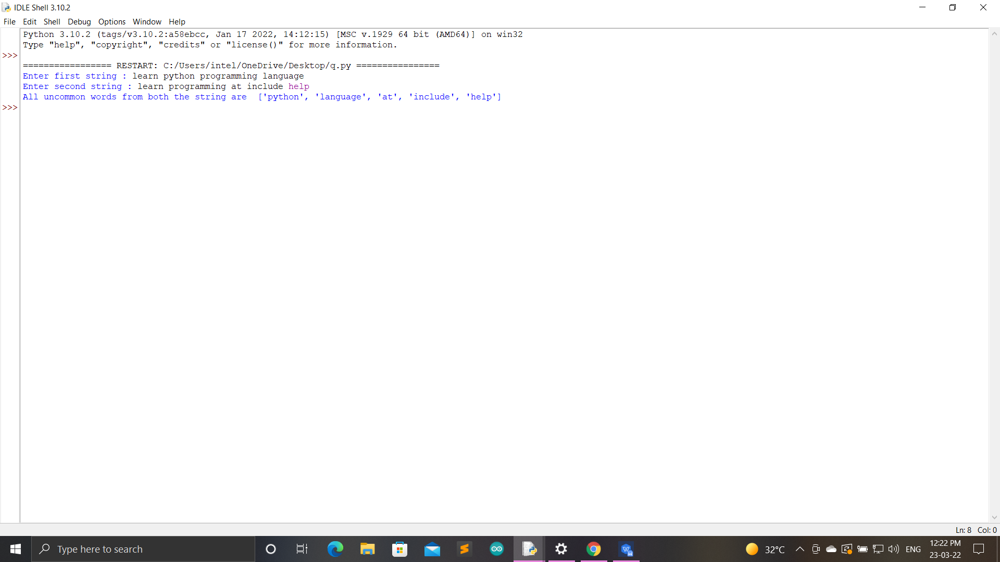 IDLE Shell 3.10.2
File Edit Shell Debug Options Window Help
Python 3.10.2 (tags/v3.10.2:a58ebcc, Jan 17 2022, 14:12:15) [MSC v.1929 64 bit (AMD64)] on win32
Type "help", "copyright", "credits" or "license()" for more information.
>>>
================= RESTART: C:/Users/intel/OneDrive/Desktop/q.py ================
Enter first string : learn python programming language
Enter second string : learn programming at include help
All uncommon words from both the string are  ['python', 'language', 'at', 'include', 'help']
>>>
Ln: 8 Col: 0
Type here to search
32°C ENG 12:22 PM
23-03-22